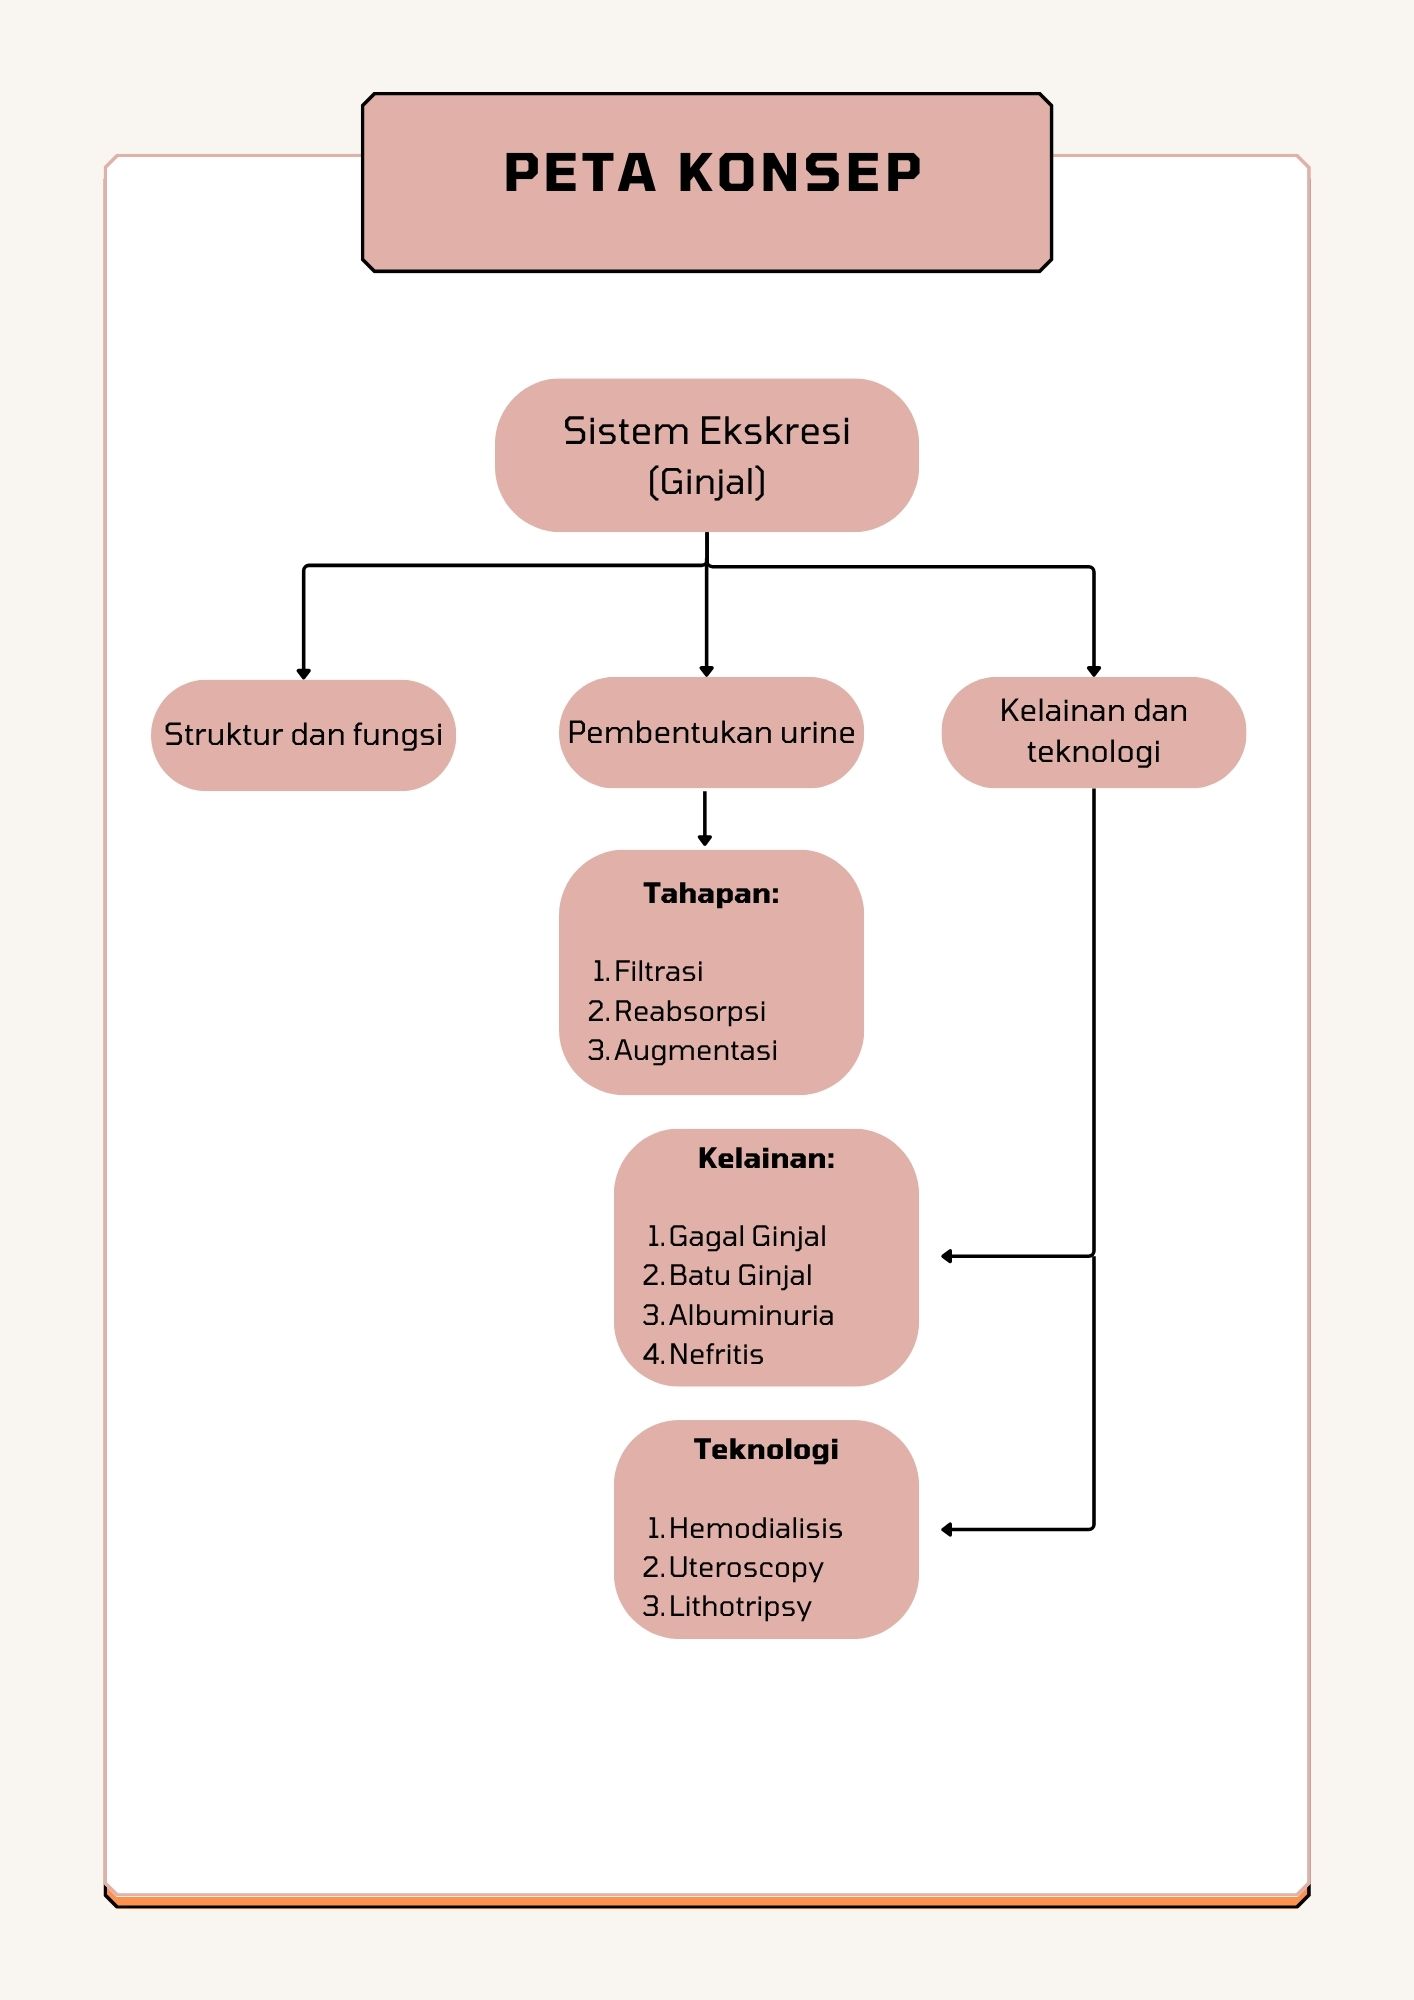 PETA KONSEP
Sistem Ekskresi
(Ginjal)
Struktur dan fungsi
Pembentukan urine
Kelainan dan
teknologi
Tahapan:
1. Filtrasi
2. Reabsorpsi
3. Augmentasi
Kelainan:
1. Gagal Ginjal
2. Batu Ginjal
3. Albuminuria
4. Nefritis
Teknologi
1. Hemodialisis
2. Uteroscopy
3. Lithotripsy